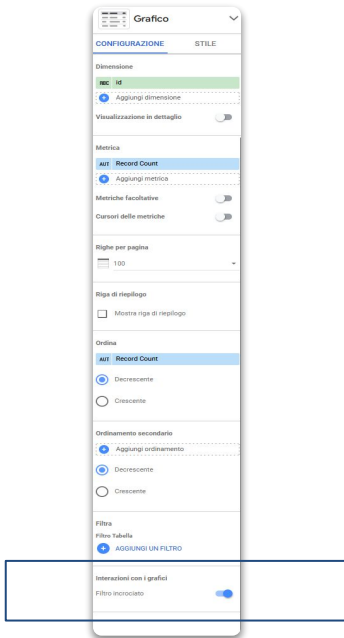 Grafico
CONFIGURAZIONE STILE
Dimensione
RBC id
Aggiungi dimensione
Visualizzazione in dettaglio
Metrica
AUT Record Count
Aggiungi metrica
Metriche facoltative
Cursori delle metriche
Righe per pagina
100
Riga di riepilogo
Mostra riga di riepilogo
Ordina
AUT Record Count
Decrescente
Crescente
Ordinamento secondario
Aggiungi ordinamento
Decrescente
Crescente
Filtra
Filtro Tabella
AGGIUNGI UN FILTRO
Interazioni con i grafici
Filtro incrociato